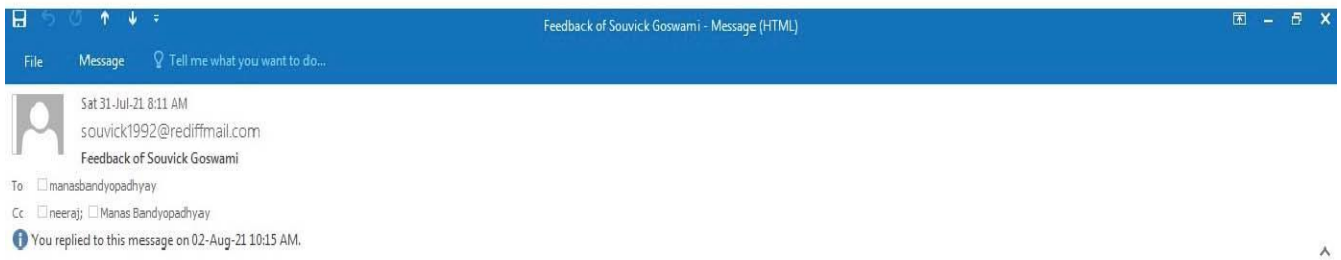 Feedback of Souvick Goswami - Message (HTML)
File Message Tell me what you want to do...
Sat 31-Jul-21 8:11 AM
souvick1992@rediffmail.com
Feedback of Souvick Goswami
To manasbandyopadhyay
Cc neeraj; Manas Bandyopadhyay
You replied to this message on 02-Aug-21 10:15 AM.